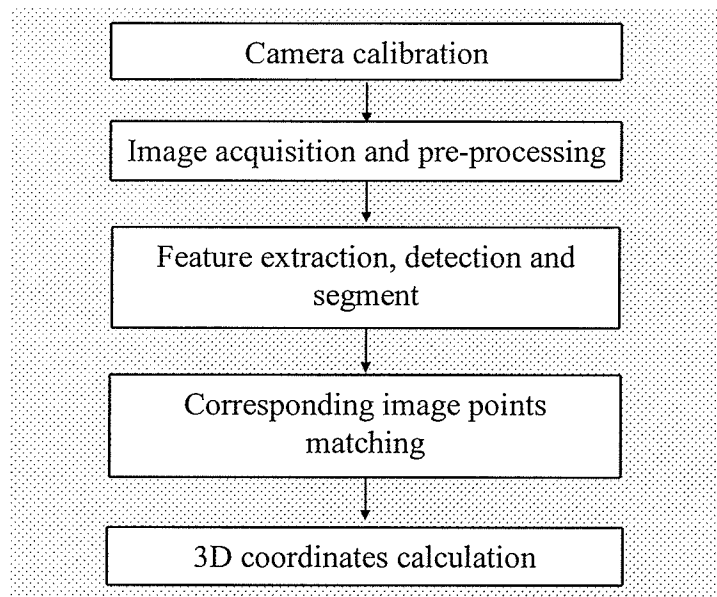 Camera calibration
Image acquisition and pre-processing
Feature extraction, detection and
segment
Corresponding image points
matching
3D coordinates calculation